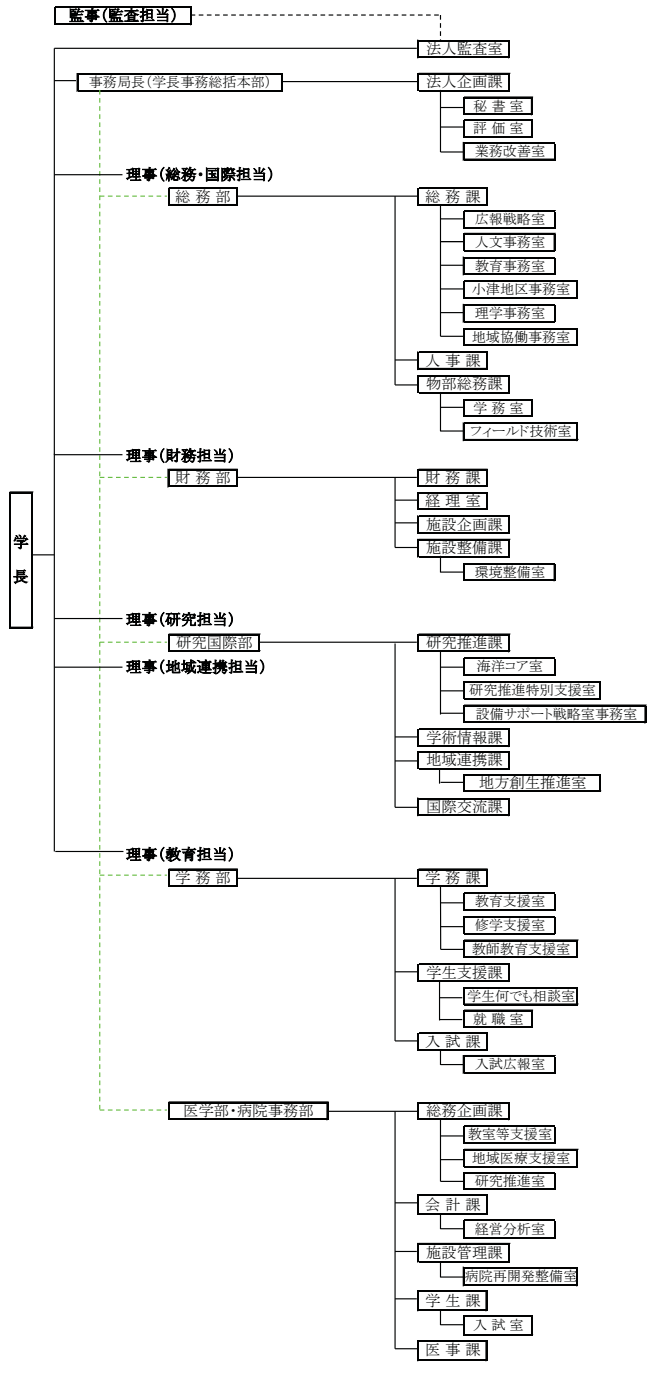 監事(監査担当)
法人監査室
事務局長(学長事務総括本部)
法人企画課
秘書室
評価室
業務改善室
理事(総務・国際担当)
総務部
総務課
広報戦略室
人文事務室
教育事務室
小津地区事務室
理学事務室
地域協働事務室
人事課
物部総務課
学務室
フィールド技術室
理事(財務担当)
財務部
財務課
経理室
施設企画課
施設整備課
環境整備室
学長
理事(研究担当)
研究国際部
研究推進課
理事(地域連携担当)
海洋コア室
研究推進特別支援室
設備サポート戦略室事務室
学術情報課
地域連携課
地方創生推進室
国際交流課
理事(教育担当)
学務部
学務課
教育支援室
修学支援室
教師教育支援室
学生支援課
学生何でも相談室
就職室
入試課
入試広報室
医学部・病院事務部
総務企画課
教室等支援室
地域医療支援室
研究推進室
会計課
経営分析室
施設管理課
病院再開発整備室
学生課
入試室
医事課